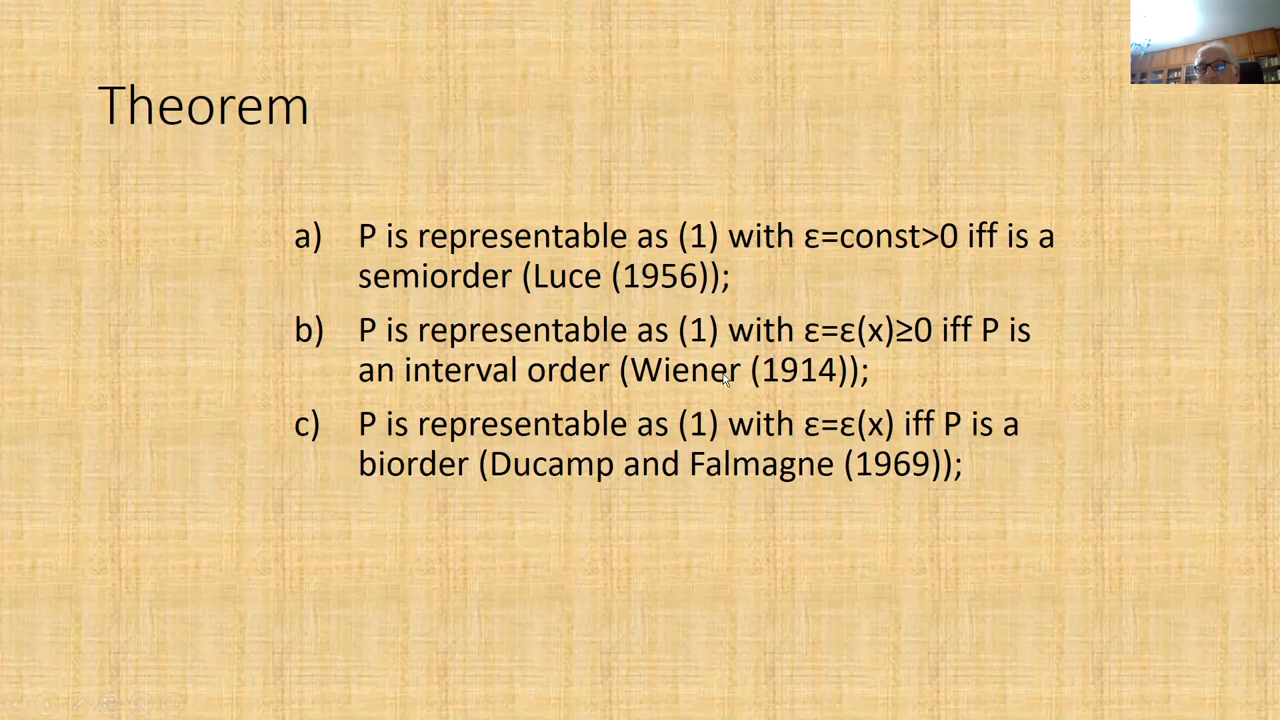 Theorem
a) P is representable as (1) with ε=const>0 iff is a
semiorder (Luce (1956));
b) P is representable as (1) with ε=ε(x)≥0 iff P is
an interval order (Wiener (1914));
c) P is representable as (1) with ε=ε(x) iff P is a
biorder (Ducamp and Falmagne (1969));